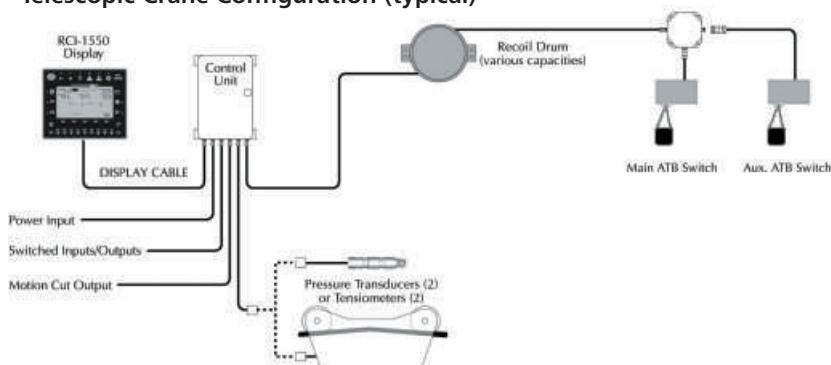 Telescopic Crane Configuration (typical)
RCI-1550
Display
Control
Unit
Recoil Drum
(various capacities)
Main ATB Switch
Aux. ATB Switch
DISPLAY CABLE
Power Input
Switched Inputs/Outputs
Motion Cut Output
Pressure Transducers (2)
or Tensiometers (2)